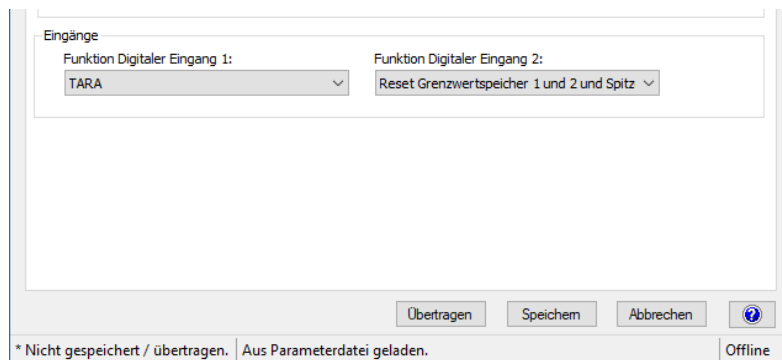 Eingänge
Funktion Digitaler Eingang 1: Funktion Digitaler Eingang 2:
TARA Reset Grenzwertspeicher 1 und 2 und Spitz
Übertragen Speichern Abbrechen ?
* Nicht gespeichert / übertragen. Aus Parameterdatei geladen. Offline